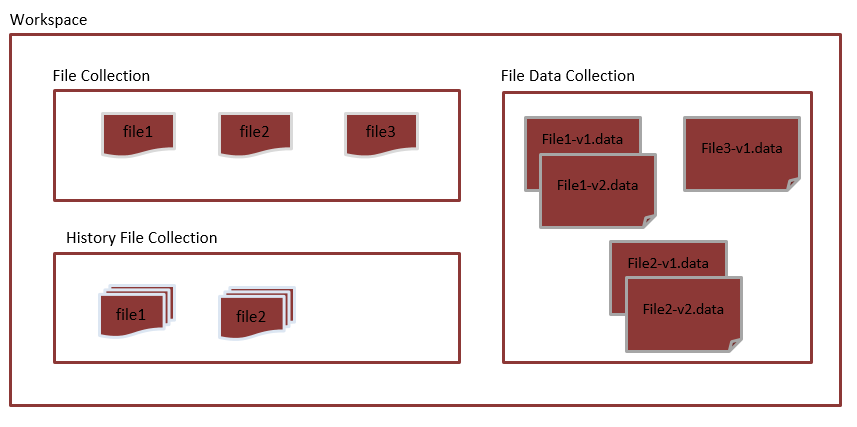 Workspace
File Collection
file1
file2
file3
History File Collection
file1
file2
File Data Collection
File1-v1.data
File1-v2.data
File3-v1.data
File2-v1.data
File2-v2.data